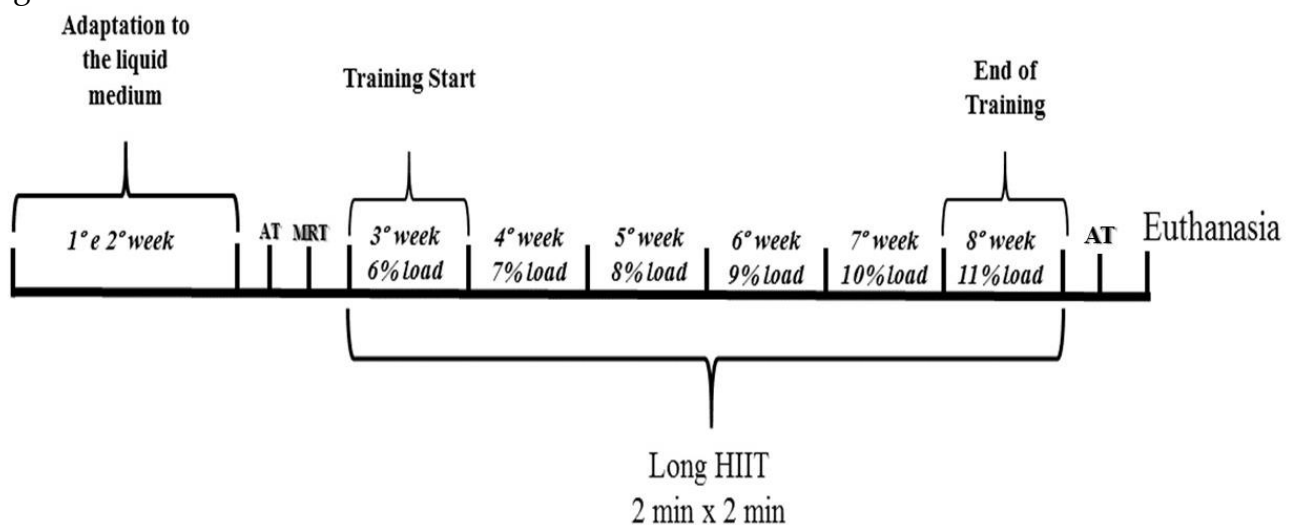 Adaptation to
the liquid
medium
Training Start
End of
Training
1° e 2° week
AT
MRT
3° week
6% load
4° week
7% load
5° week
8% load
6° week
9% load
7° week
10% load
8° week
11% load
AT
Euthanasia
Long HIIT
2 min x 2 min